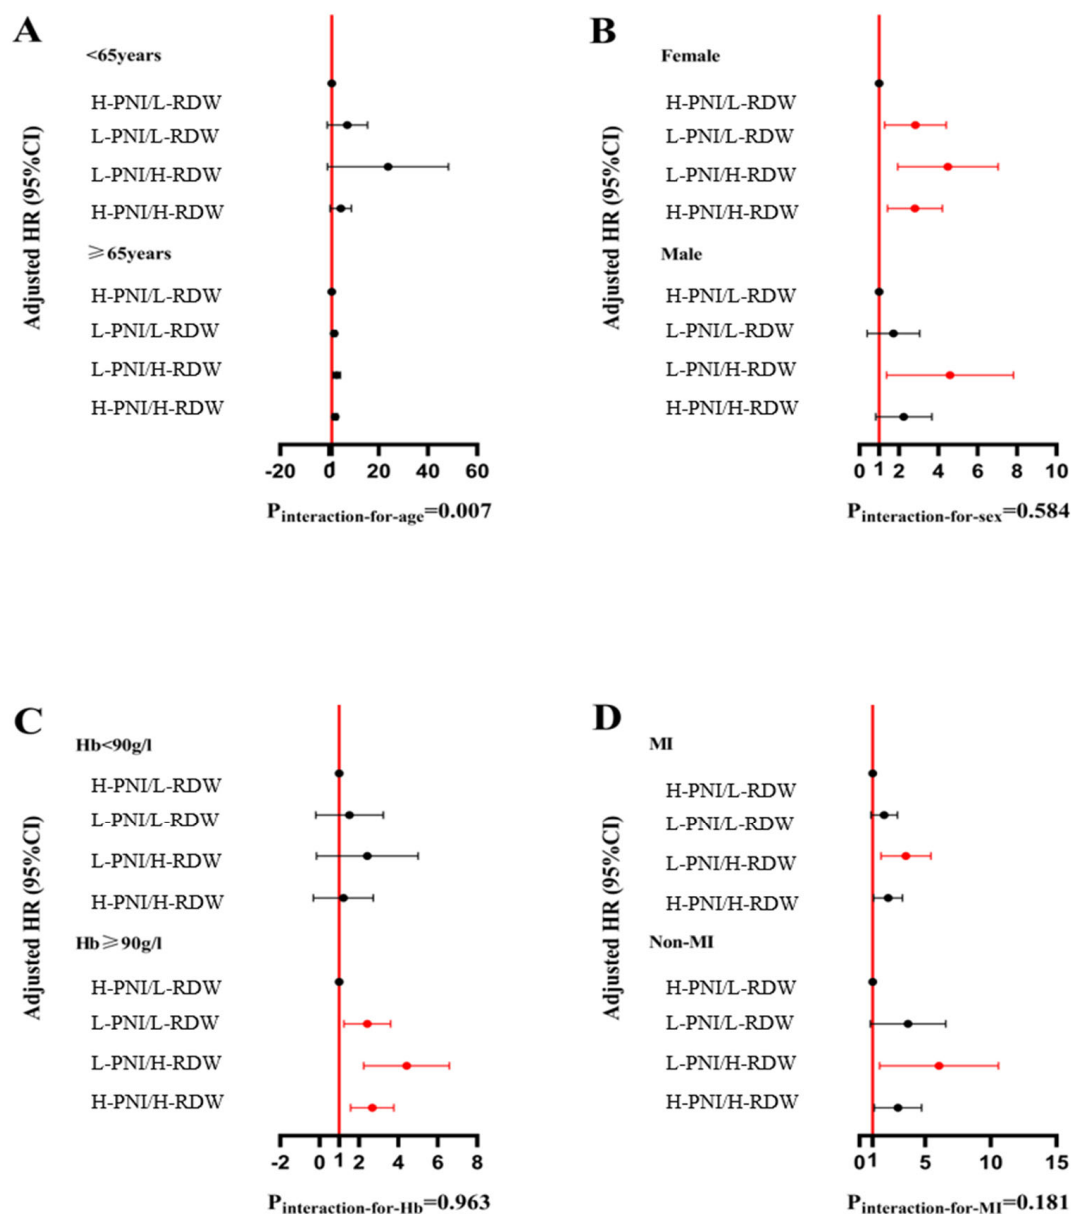 A
<65years
H-PNI/L-RDW
L-PNI/L-RDW
L-PNI/H-RDW
H-PNI/H-RDW
≥65years
H-PNI/L-RDW
L-PNI/L-RDW
L-PNI/H-RDW
H-PNI/H-RDW
Adjusted HR (95%CI)
-20 0 1 20 40 60
Pinteraction-for-age=0.007
B
Female
H-PNI/L-RDW
L-PNI/L-RDW
L-PNI/H-RDW
H-PNI/H-RDW
Male
H-PNI/L-RDW
L-PNI/L-RDW
L-PNI/H-RDW
H-PNI/H-RDW
Adjusted HR (95%CI)
0 1 2 4 6 8 10
Pinteraction-for-sex=0.584
C
Hb<90g/l
H-PNI/L-RDW
L-PNI/L-RDW
L-PNI/H-RDW
H-PNI/H-RDW
Hb≥90g/l
H-PNI/L-RDW
L-PNI/L-RDW
L-PNI/H-RDW
H-PNI/H-RDW
Adjusted HR (95%CI)
-2 0 1 2 4 6 8
Pinteraction-for-Hb=0.963
D
MI
H-PNI/L-RDW
L-PNI/L-RDW
L-PNI/H-RDW
H-PNI/H-RDW
Non-MI
H-PNI/L-RDW
L-PNI/L-RDW
L-PNI/H-RDW
H-PNI/H-RDW
Adjusted HR (95%CI)
0 1 5 10 15
Pinteraction-for-MI=0.181